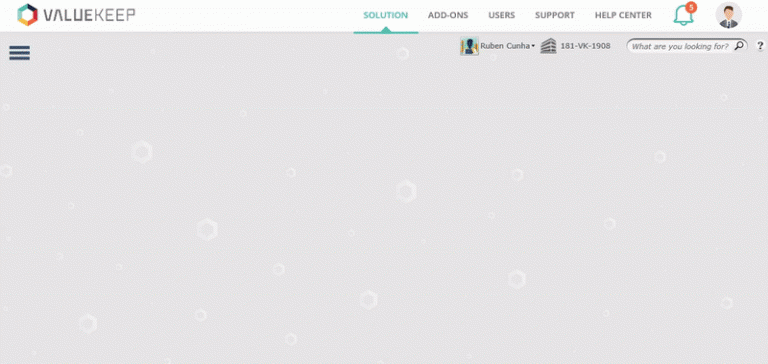 VALUEKEEP SOLUTION ADD-ONS USERS SUPPORT HELP CENTER 5
Ruben Cunha 181-VK-1908 What are you looking for? ?